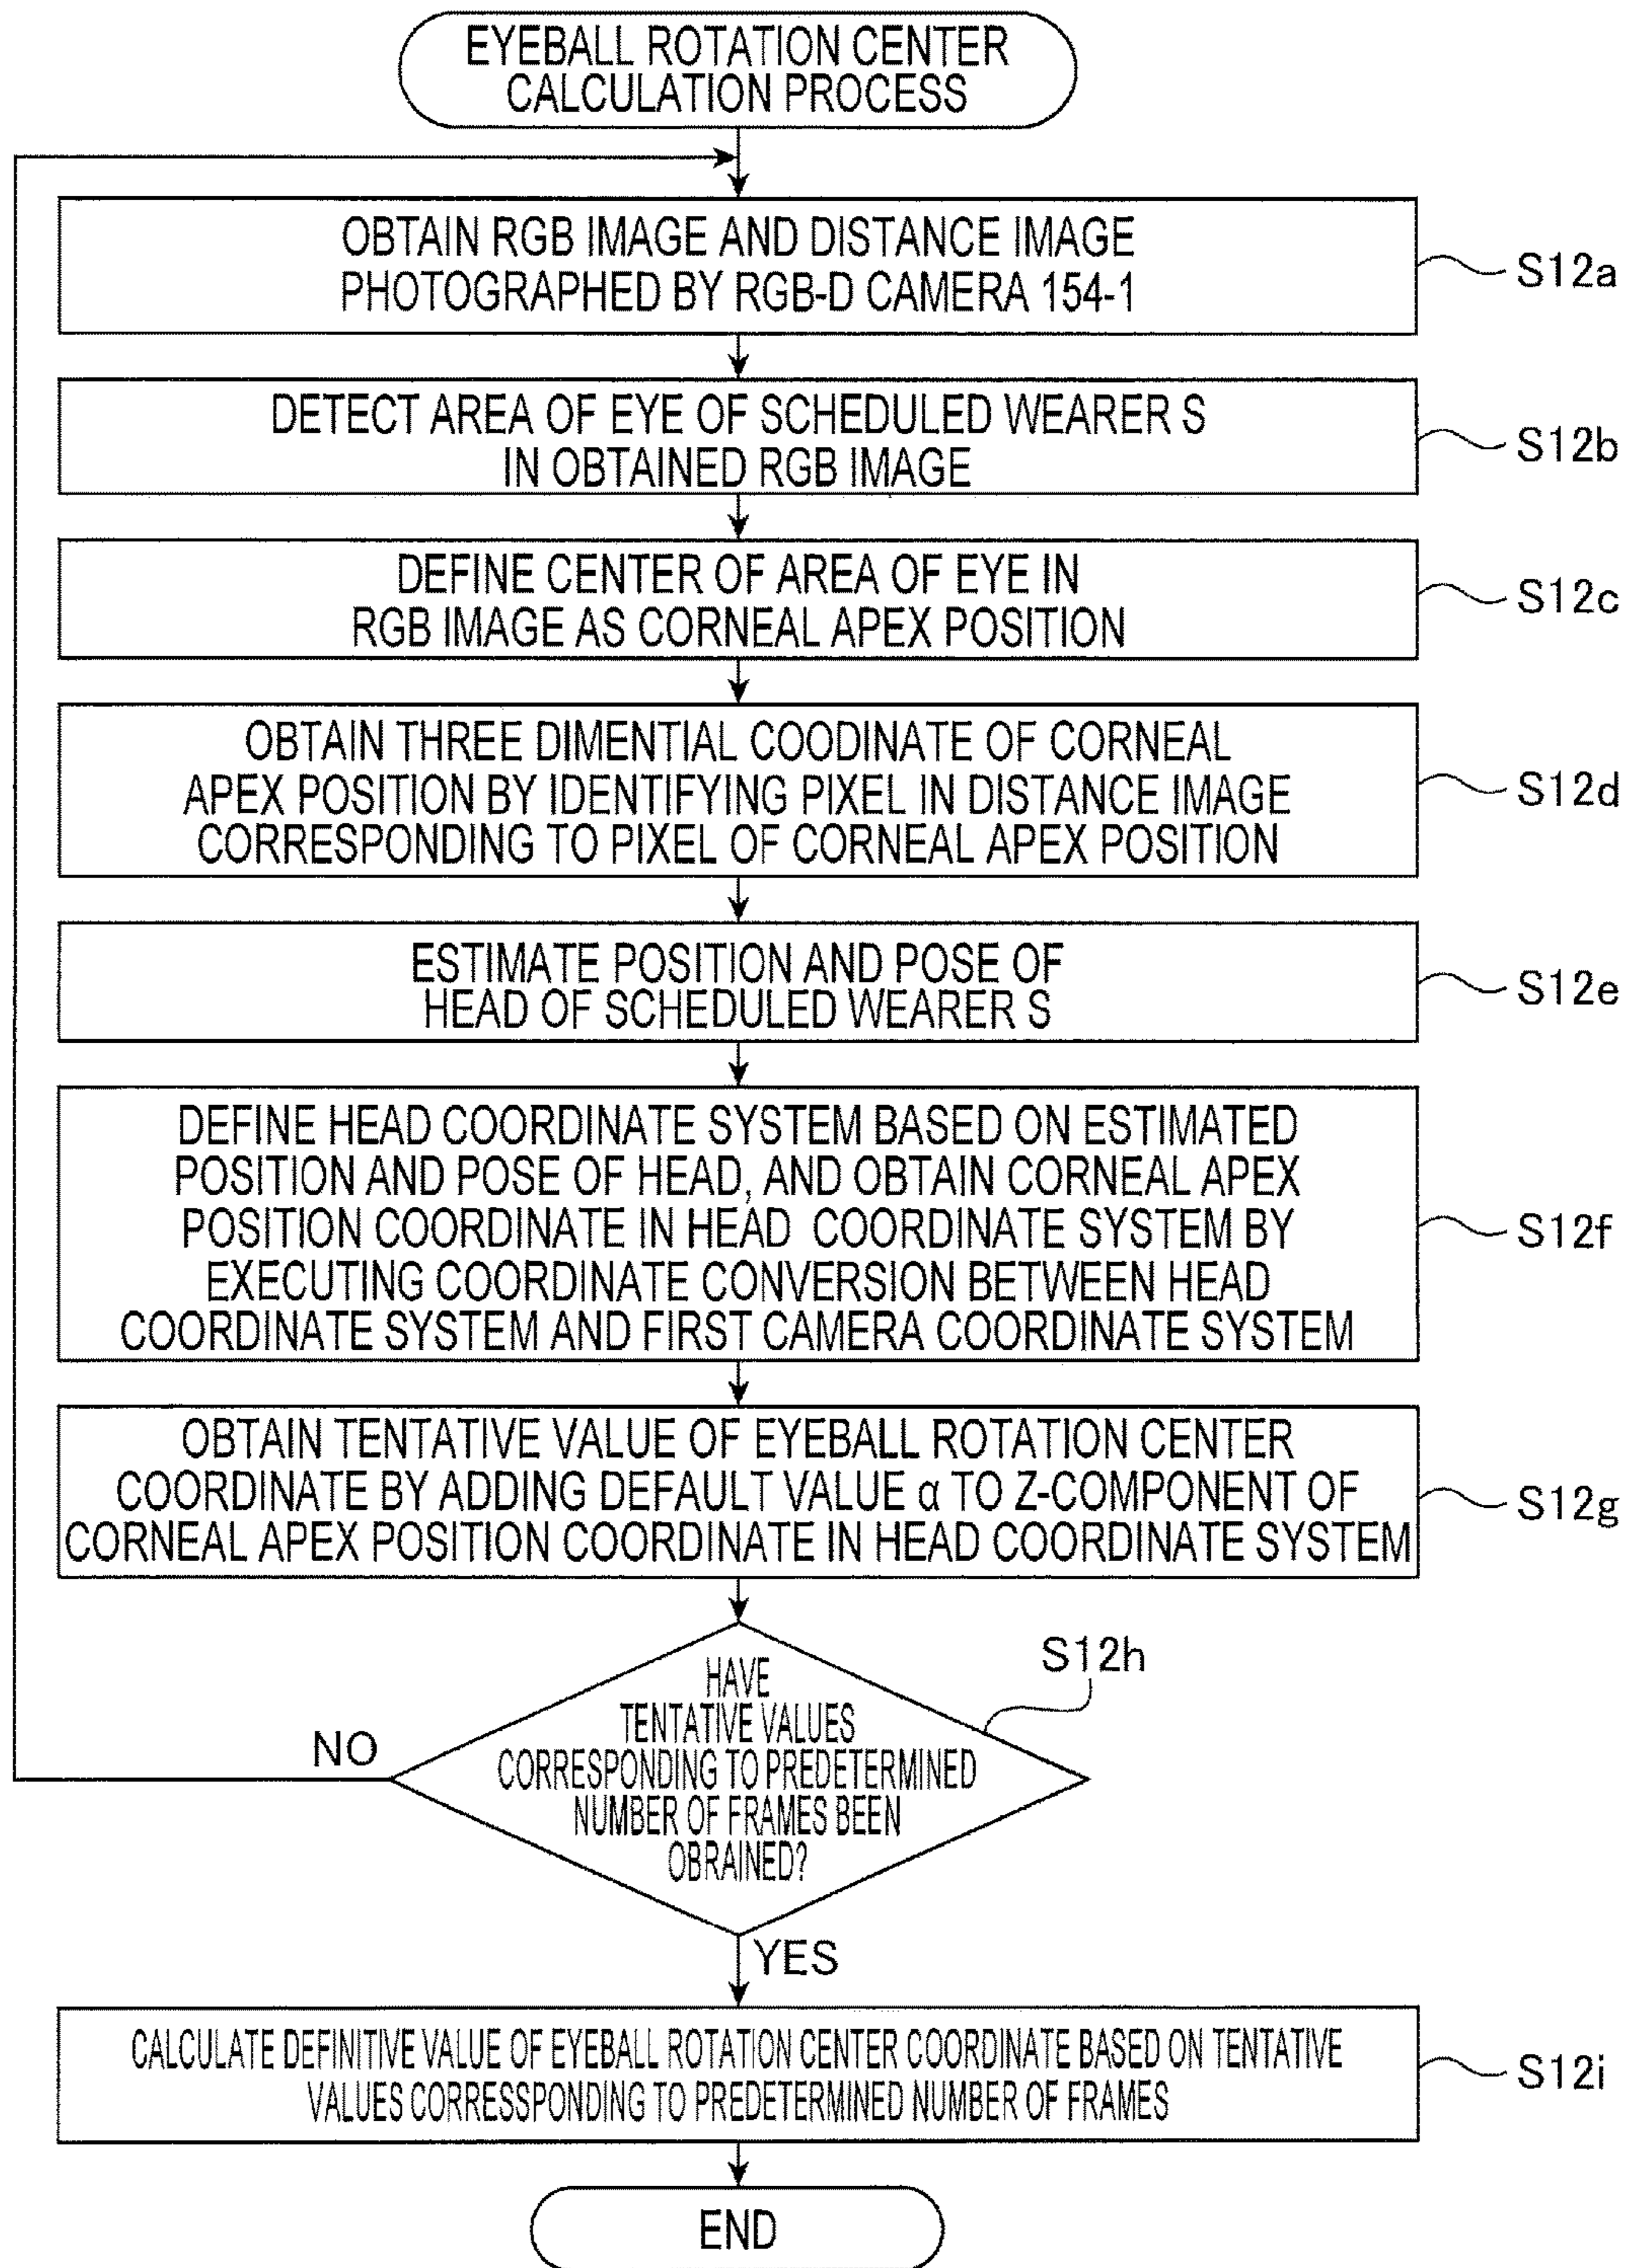 EYEBALL ROTATION CENTER
CALCULATION PROCESS
OBTAIN RGB IMAGE AND DISTANCE IMAGE
PHOTOGRAPHED BY RGB-D CAMERA 154-1
S12a
DETECT AREA OF EYE OF SCHEDULED WEARER S
IN OBTAINED RGB IMAGE
S12b
DEFINE CENTER OF AREA OF EYE IN
RGB IMAGE AS CORNEAL APEX POSITION
S12c
OBTAIN THREE DIMENTIAL COODINATE OF CORNEAL
APEX POSITION BY IDENTIFYING PIXEL IN DISTANCE IMAGE
CORRESPONDING TO PIXEL OF CORNEAL APEX POSITION
S12d
ESTIMATE POSITION AND POSE OF
HEAD OF SCHEDULED WEARER S
S12e
DEFINE HEAD COORDINATE SYSTEM BASED ON ESTIMATED
POSITION AND POSE OF HEAD, AND OBTAIN CORNEAL APEX
POSITION COORDINATE IN HEAD COORDINATE SYSTEM BY
EXECUTING COORDINATE CONVERSION BETWEEN HEAD
COORDINATE SYSTEM AND FIRST CAMERA COORDINATE SYSTEM
S12f
OBTAIN TENTATIVE VALUE OF EYEBALL ROTATION CENTER
COORDINATE BY ADDING DEFAULT VALUE α TO Z-COMPONENT OF
CORNEAL APEX POSITION COORDINATE IN HEAD COORDINATE SYSTEM
S12g
HAVE
TENTATIVE VALUES
CORRESPONDING TO PREDETERMINED
NUMBER OF FRAMES BEEN
OBRAINED?
S12h
NO
YES
CALCULATE DEFINITIVE VALUE OF EYEBALL ROTATION CENTER COORDINATE BASED ON TENTATIVE
VALUES CORRESSPONDING TO PREDETERMINED NUMBER OF FRAMES
S12i
END